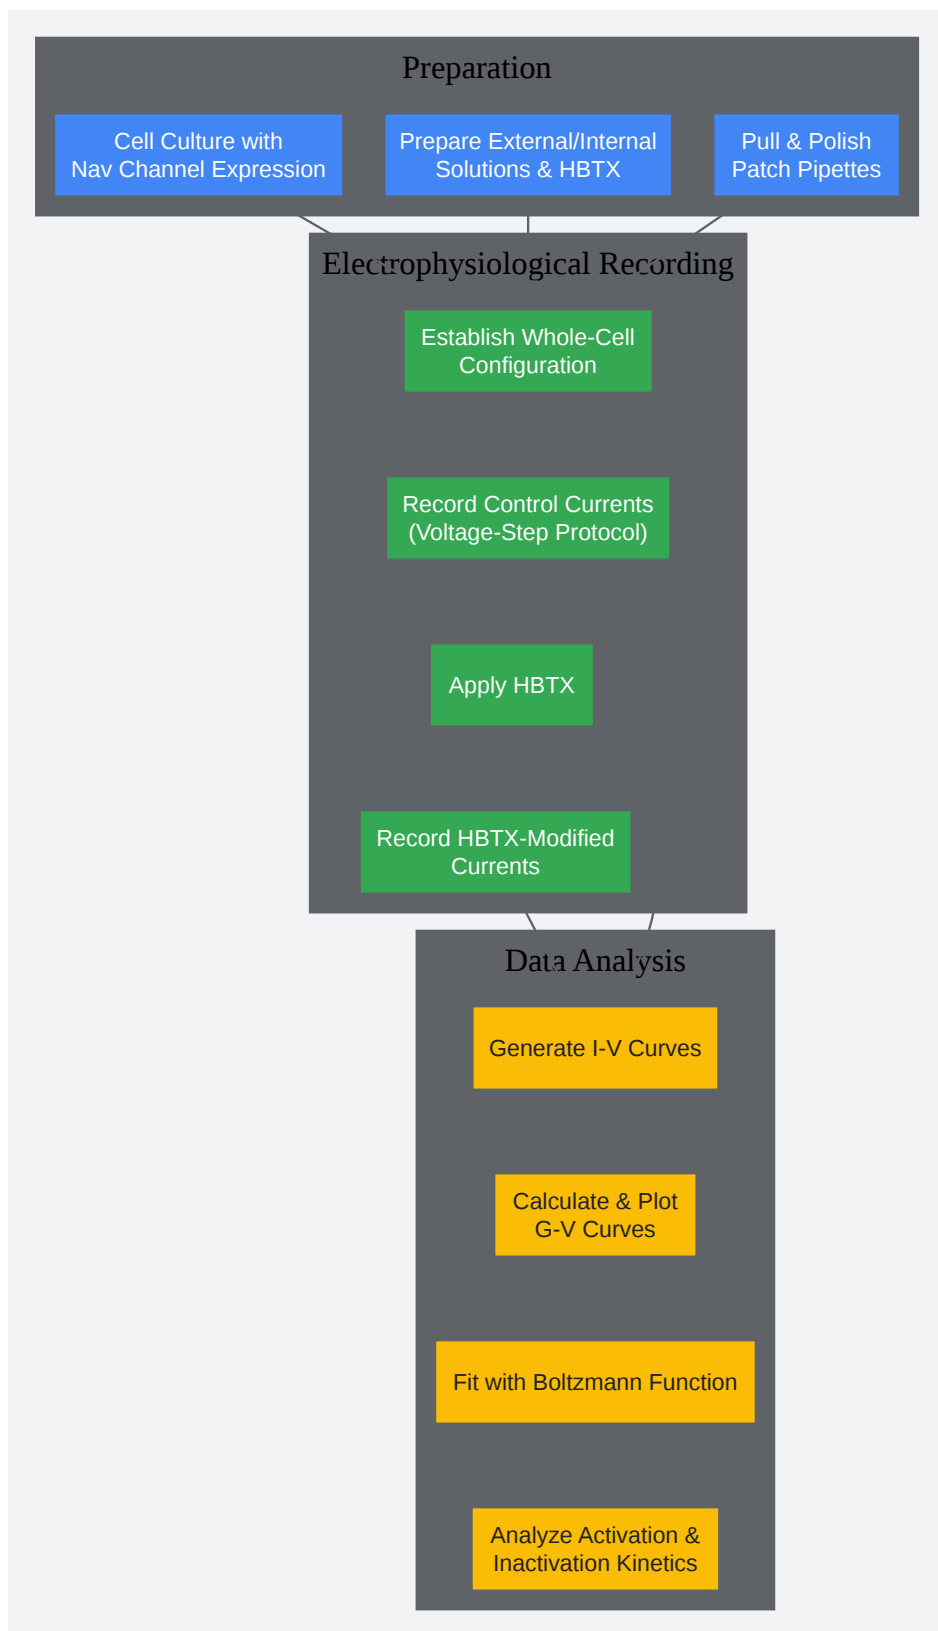 Preparation
Cell Culture with
Nav Channel Expression
Prepare External/Internal
Solutions & HBTX
Pull & Polish
Patch Pipettes
Electrophysiological Recording
Establish Whole-Cell
Configuration
Record Control Currents
(Voltage-Step Protocol)
Apply HBTX
Record HBTX-Modified
Currents
Data Analysis
Generate I-V Curves
Calculate & Plot
G-V Curves
Fit with Boltzmann Function
Analyze Activation &
Inactivation Kinetics